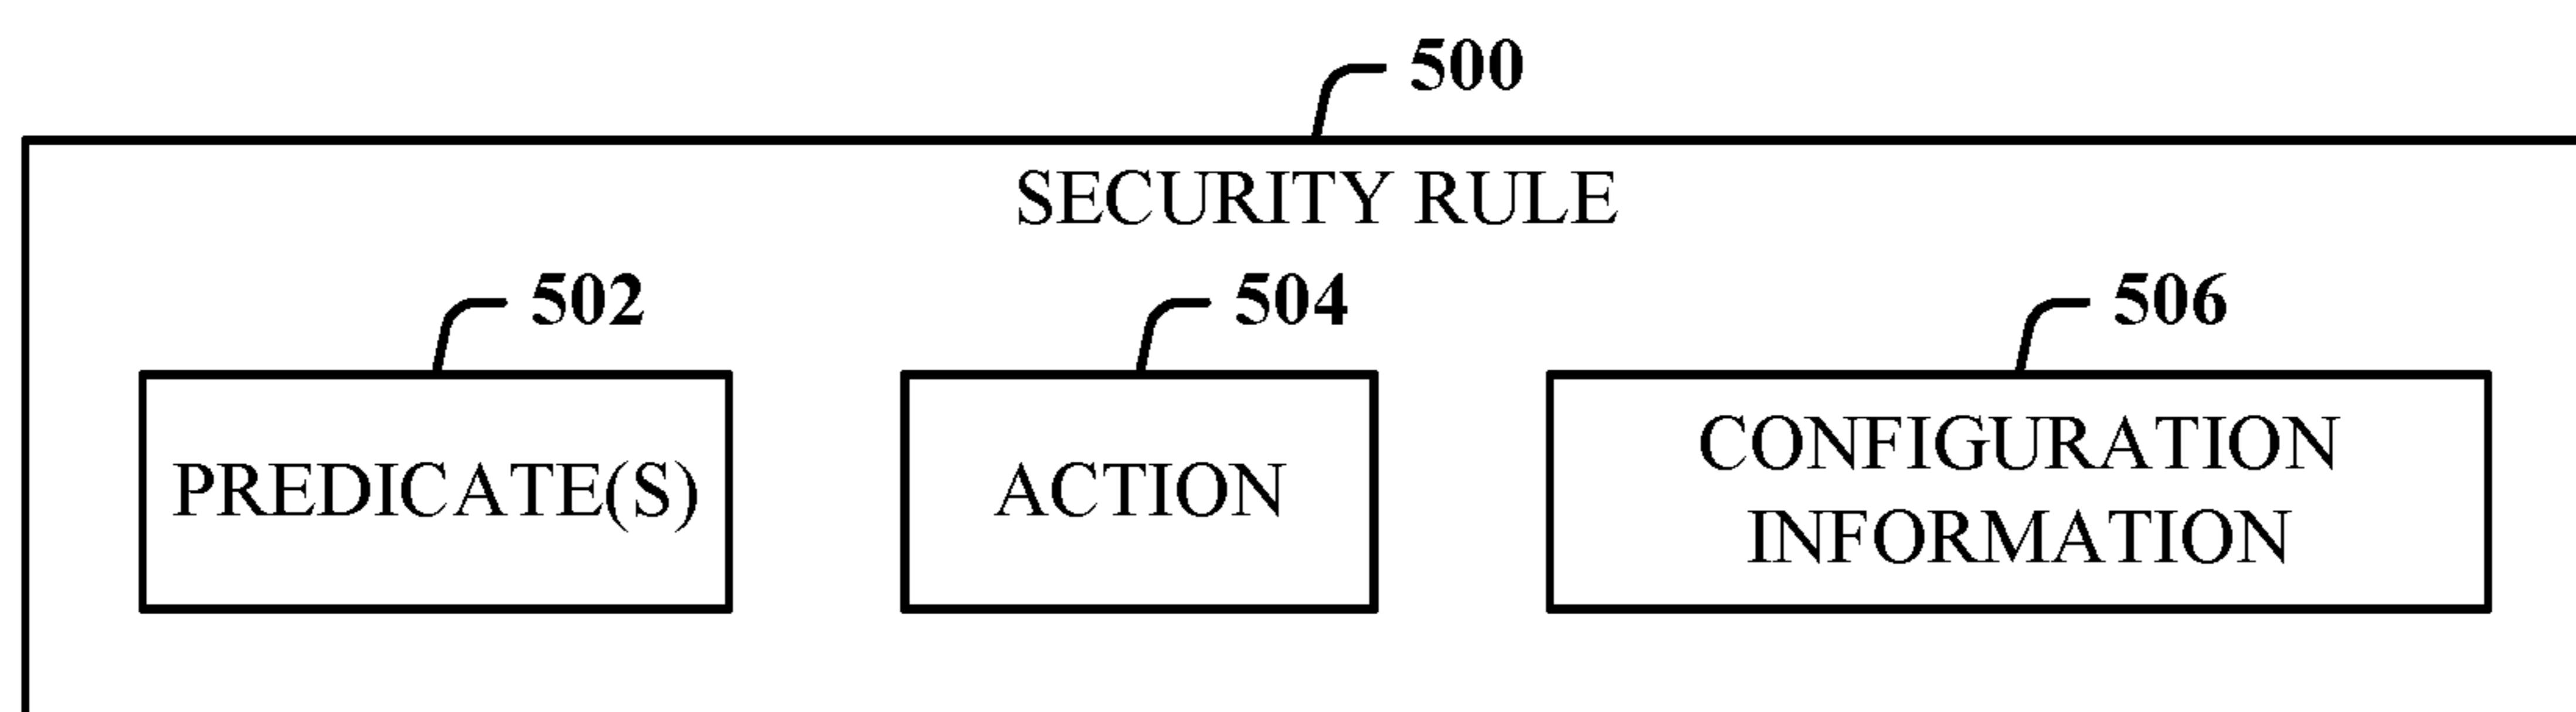 500
SECURITY RULE
502
504
506
PREDICATE(S)
ACTION
CONFIGURATION
INFORMATION